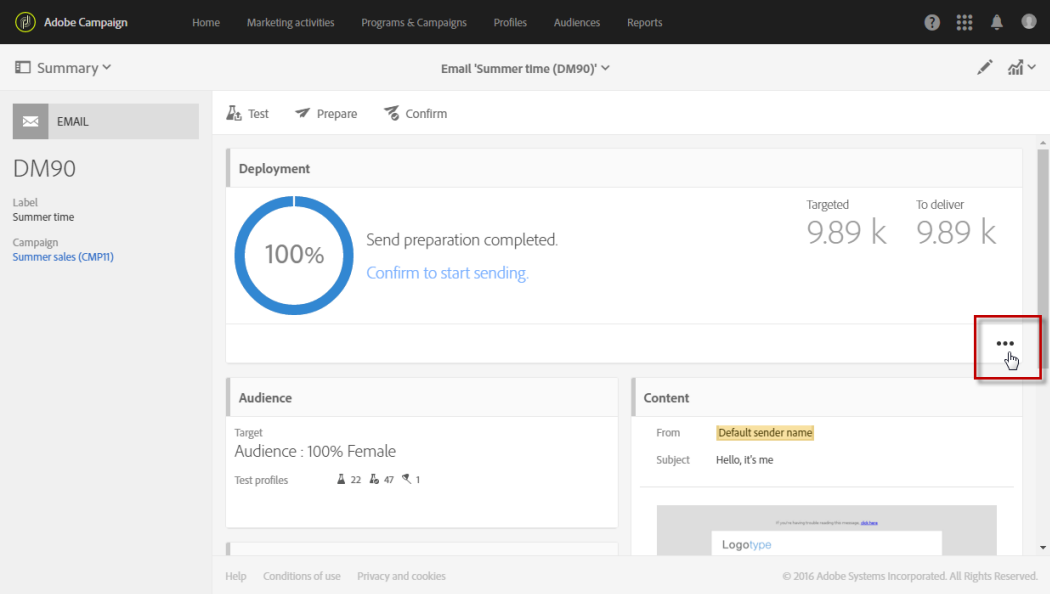 Adobe Campaign Home Marketing activities Programs & Campaigns Profiles Audiences Reports
Summary Email 'Summer time (DM90)'
EMAIL
DM90
Label
Summer time
Campaign
Summer sales (CMP11)
Test Prepare Confirm
Deployment
100%
Send preparation completed.
Confirm to start sending.
Targeted To deliver
9.89 k 9.89 k
Audience
Target
Audience : 100% Female
Test profiles 22 47 1
Content
From Default sender name
Subject Hello, it's me
If you're having trouble reading this message, click here
Logotype
Help Conditions of use Privacy and cookies © 2016 Adobe Systems Incorporated. All Rights Reserved.